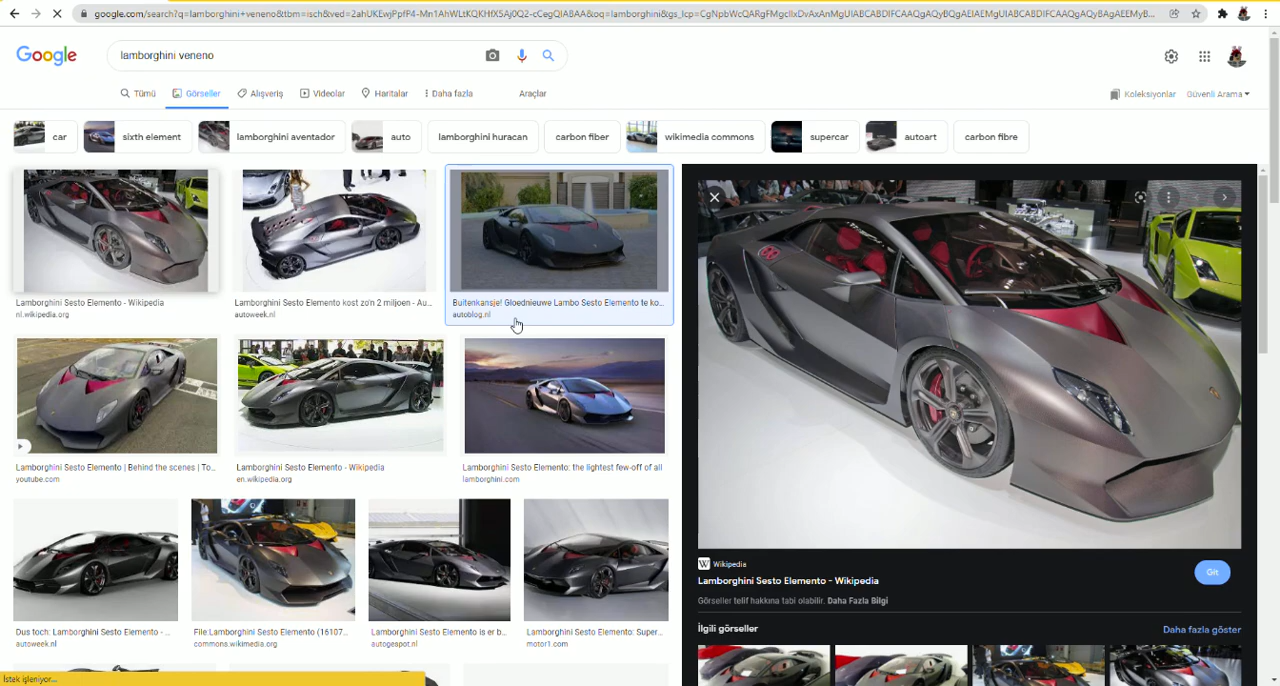 google.com/search?q=lamborghini+veneno&tbm=isch&ved=2ahUKEwjPpfP4-Mn1AhWLtKQKHfXSAj0Q2-cCegQIABAA&oq=lamborghini&gs_lcp=
Google
lamborghini veneno
Tümü
Görseller
Alışveriş
Videolar
Haritalar
Daha fazla
Araçlar
Koleksiyonlar
Güvenli Arama
car
sixth element
lamborghini aventador
auto
lamborghini huracan
carbon fiber
wikimedia commons
supercar
autoart
carbon fibre
Lamborghini Sesto Elemento - Wikipedia
nl.wikipedia.org
Lamborghini Sesto Elemento kost zo'n 2 miljoen - Au...
autoweek.nl
Buitenkansje! Gloednieuwe Lambo Sesto Elemento te ko...
autoblog.nl
Lamborghini Sesto Elemento | Behind the scenes | To...
youtube.com
Lamborghini Sesto Elemento - Wikipedia
en.wikipedia.org
Lamborghini Sesto Elemento: the lightest few-off of all
lamborghini.com
Dus toch: Lamborghini Sesto Elemento - ...
autoweek.nl
File:Lamborghini Sesto Elemento (16107...
commons.wikimedia.org
Lamborghini Sesto Elemento is er b...
autogespot.nl
Lamborghini Sesto Elemento: Super...
motor1.com
W Wikipedia
Lamborghini Sesto Elemento - Wikipedia
Git
Görseller telif hakkına tabi olabilir. Daha Fazla Bilgi
İlgili görseller
Daha fazla göster
İstek işleniyor...